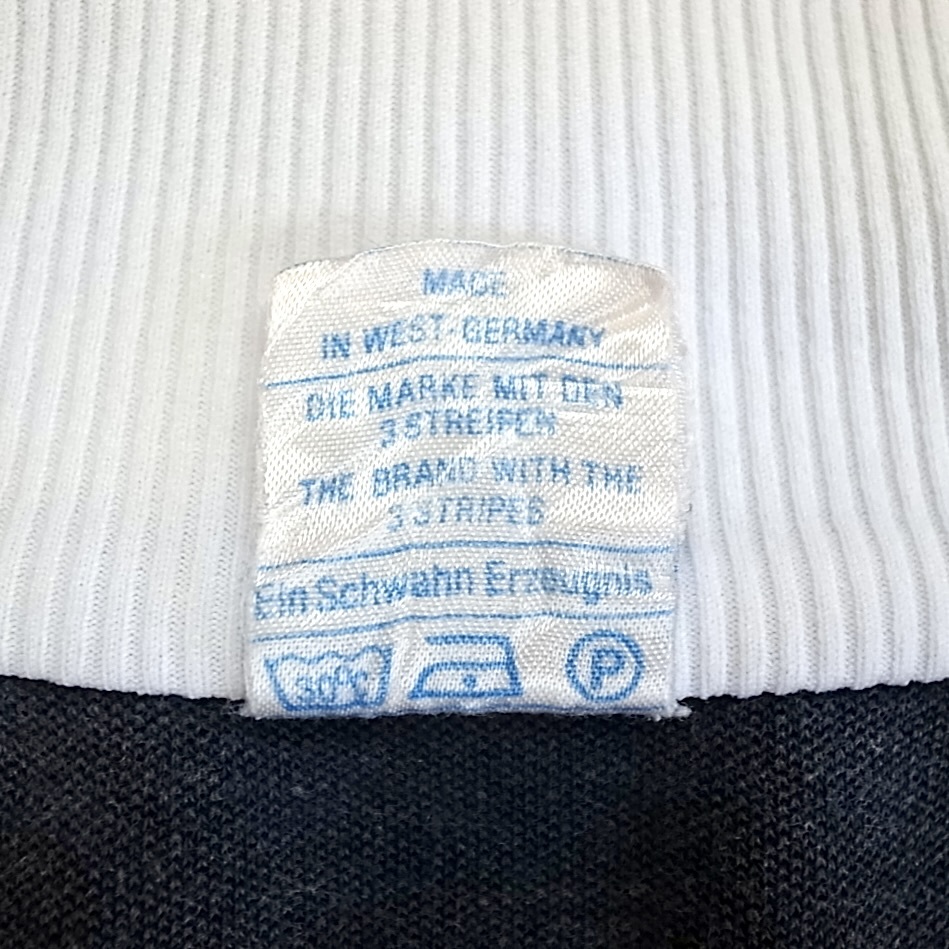 MADE
IN WEST-GERMANY
DIE MARKE MIT DEN
3 STREIFEN
THE BRAND WITH THE
3 STRIPES
Ein Schwahn Erzeugnis
30°C
P